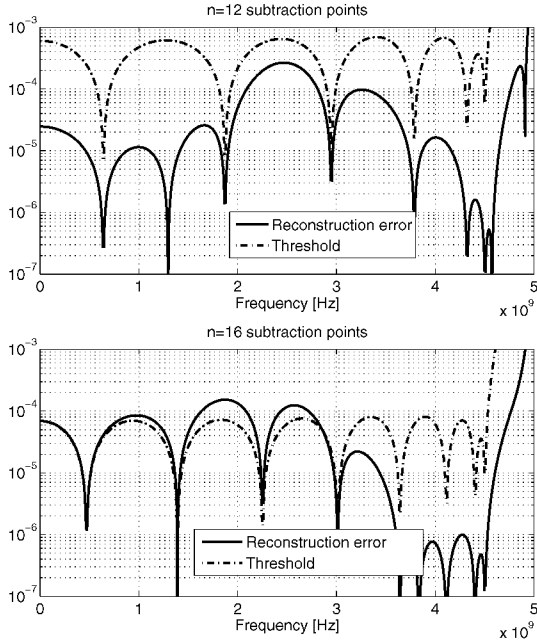 n=12 subtraction points
10^-3
10^-4
10^-5
10^-6
10^-7
Reconstruction error
Threshold
0 1 2 3 4 5
Frequency [Hz]
x 10^9
n=16 subtraction points
10^-3
10^-4
10^-5
10^-6
10^-7
Reconstruction error
Threshold
0 1 2 3 4 5
Frequency [Hz]
x 10^9